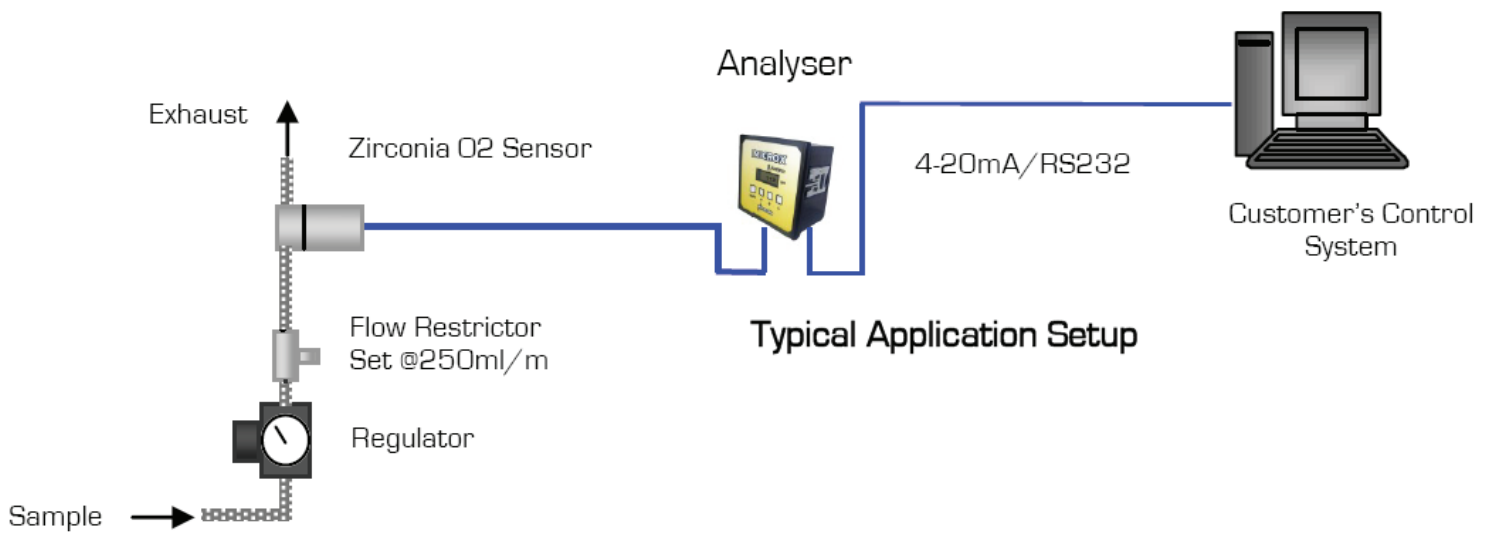 Analyser
Exhaust
Zirconia O2 Sensor
4-20mA/RS232
Customer's Control
System
Flow Restrictor
Set @250ml/m
Typical Application Setup
Regulator
Sample